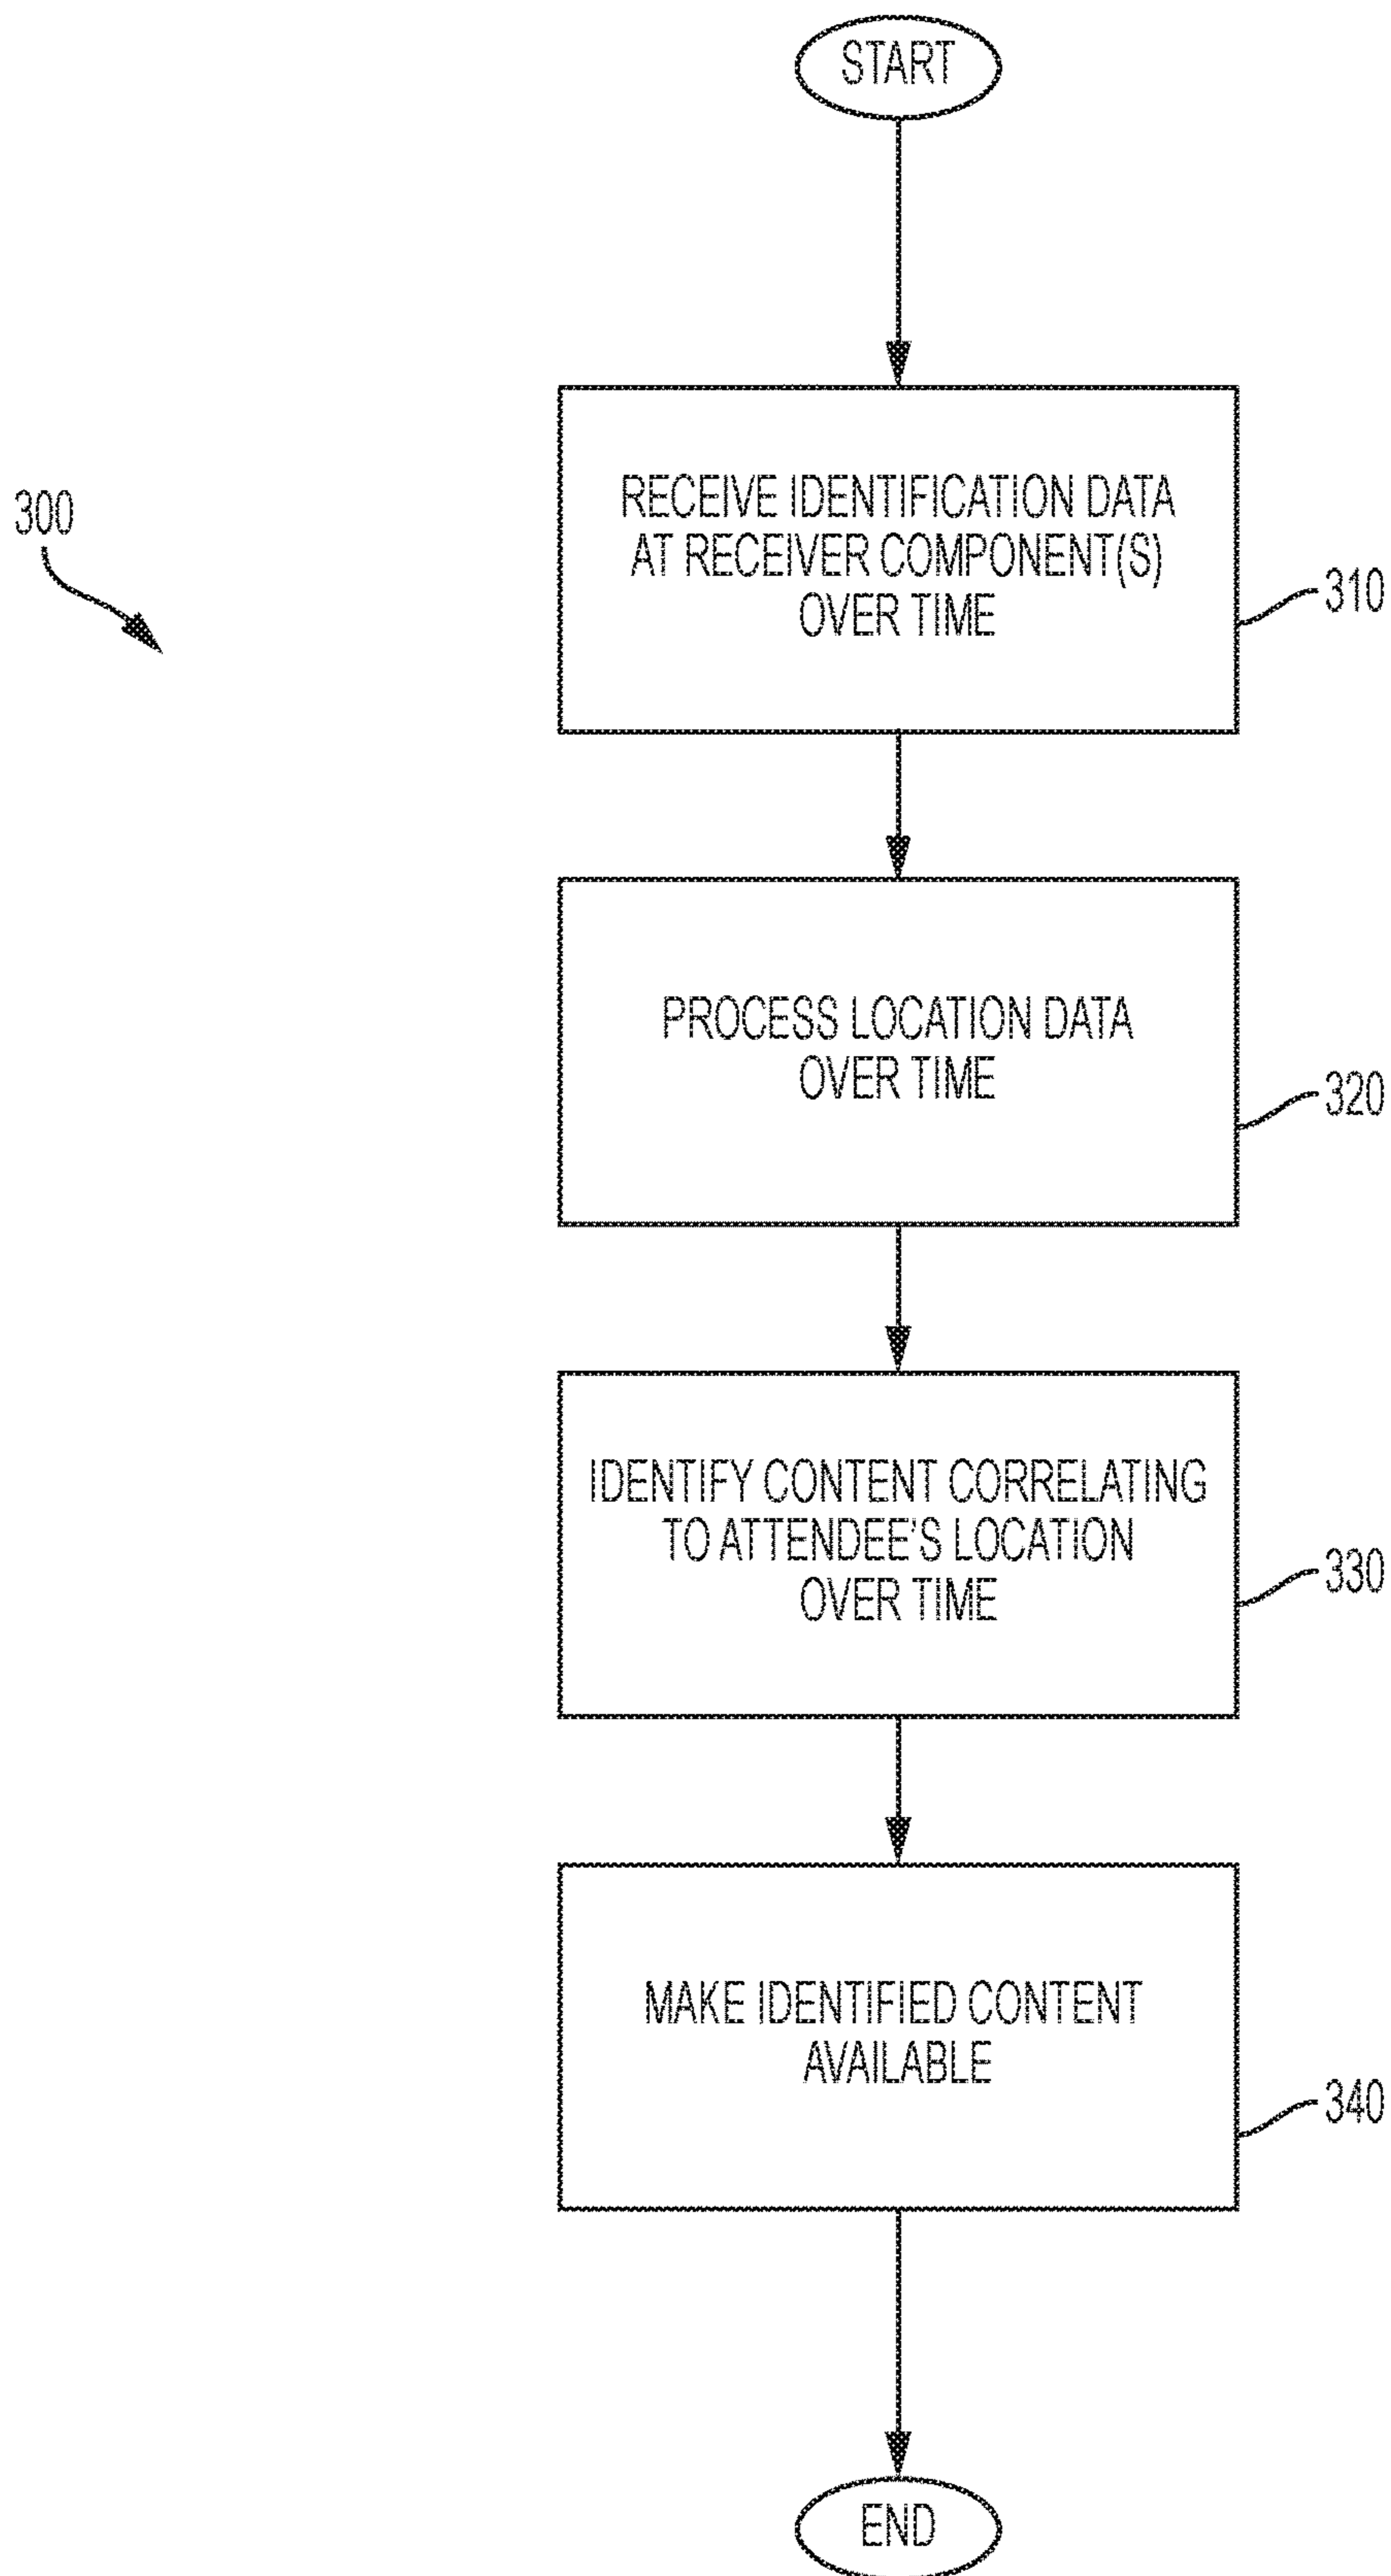 START
300
RECEIVE IDENTIFICATION DATA
AT RECEIVER COMPONENT(S)
OVER TIME
310
PROCESS LOCATION DATA
OVER TIME
320
IDENTIFY CONTENT CORRELATING
TO ATTENDEE'S LOCATION
OVER TIME
330
MAKE IDENTIFIED CONTENT
AVAILABLE
340
END